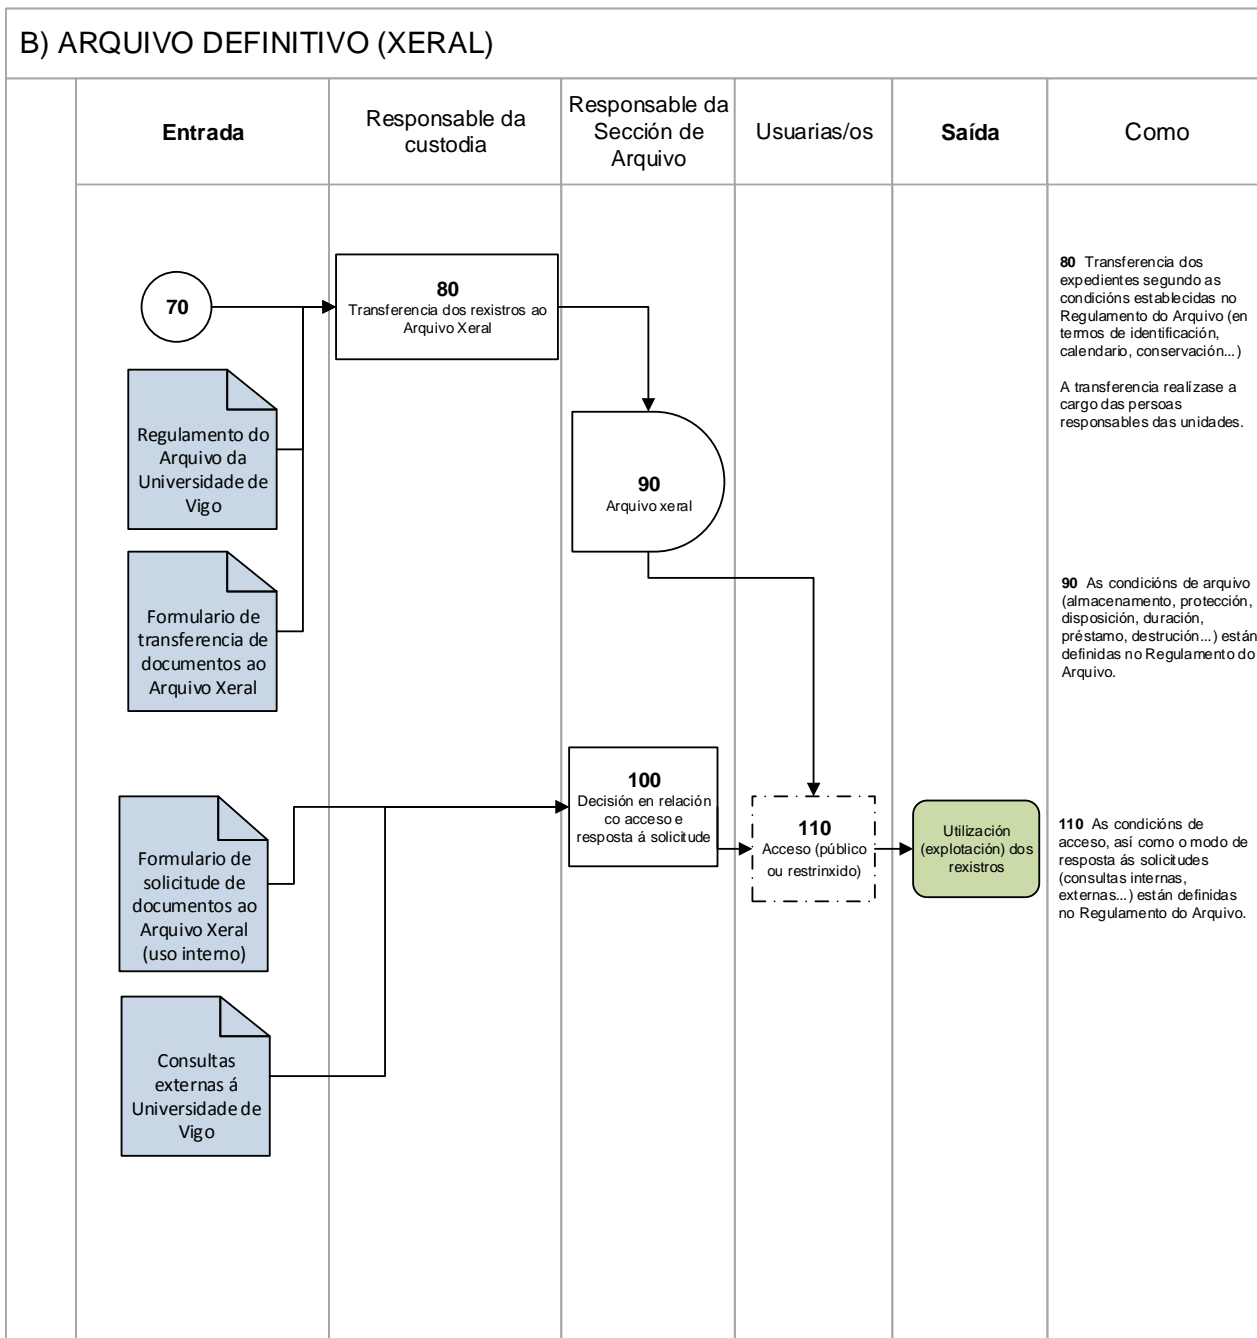 B) ARQUIVO DEFINITIVO (XERAL)
Entrada
Responsable da
custodia
Responsable da
Sección de
Arquivo
Usuarias/os
Saída
Como
70
80
Transferencia dos rexistros ao
Arquivo Xeral
Regulamento do
Arquivo da
Universidade de
Vigo
Formulario de
transferencia de
documentos ao
Arquivo Xeral
90
Arquivo xeral
Formulario de
solicitude de
documentos ao
Arquivo Xeral
(uso interno)
Consultas
externas á
Universidade de
Vigo
100
Decisión en relación
co acceso e
resposta á solicitude
110
Acceso (público
ou restrinxido)
Utilización
(explotación) dos
rexistros
80 Transferencia dos
expedientes segundo as
condicións establecidas no
Regulamento do Arquivo (en
termos de identificación,
calendario, conservación...)
A transferencia realízase a
cargo das persoas
responsables das unidades.
90 As condicións de arquivo
(almacenamento, protección,
disposición, duración,
préstamo, destrución...) están
definidas no Regulamento do
Arquivo.
110 As condicións de
acceso, así como o modo de
resposta ás solicitudes
(consultas internas,
externas...) están definidas
no Regulamento do Arquivo.